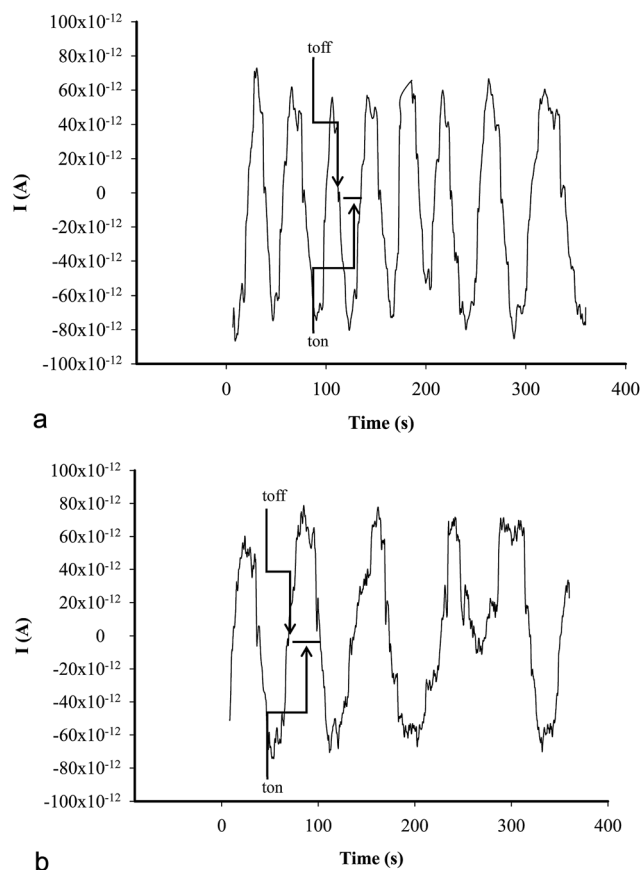 100x10-12
80x10-12
60x10-12
40x10-12
20x10-12
0
-20x10-12
-40x10-12
-60x10-12
-80x10-12
-100x10-12
I (A)
toff
ton
0
100
200
300
400
Time (s)
a
100x10-12
80x10-12
60x10-12
40x10-12
20x10-12
0
-20x10-12
-40x10-12
-60x10-12
-80x10-12
-100x10-12
I (A)
toff
ton
0
100
200
300
400
Time (s)
b